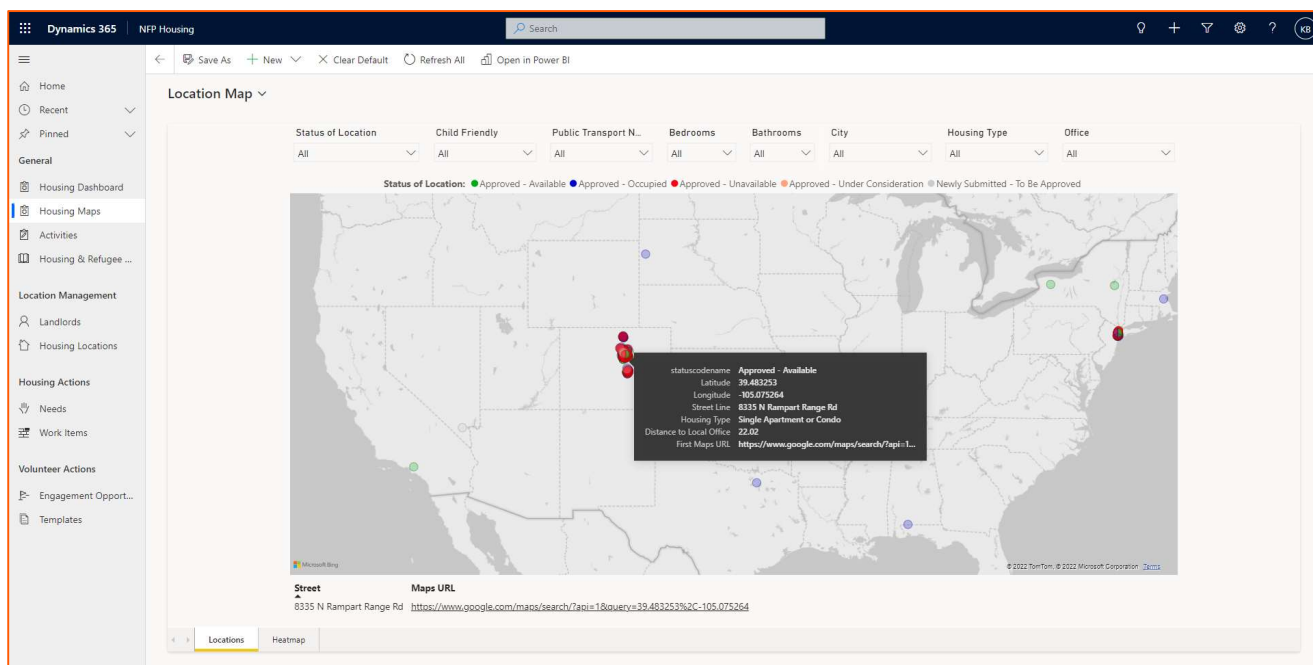 Dynamics 365 NFP Housing Search KB
Save As New Clear Default Refresh All Open in Power BI
Home
Recent
Pinned
General
Housing Dashboard
Housing Maps
Activities
Housing & Refugee ...
Location Management
Landlords
Housing Locations
Housing Actions
Needs
Work Items
Volunteer Actions
Engagement Opport...
Templates
Location Map
Status of Location Child Friendly Public Transport N... Bedrooms Bathrooms City Housing Type Office
All All All All All All All All
Status of Location: Approved - Available Approved - Occupied Approved - Unavailable Approved - Under Consideration Newly Submitted - To Be Approved
statuscodename Approved - Available
Latitude 39.483253
Longitude -105.075264
Street Line 8335 N Rampart Range Rd
Housing Type Single Apartment or Condo
Distance to Local Office 22.02
First Maps URL https://www.google.com/maps/search/?api=1...
Microsoft Bing © 2022 TomTom, © 2022 Microsoft Corporation Terms
Street Maps URL
8335 N Rampart Range Rd https://www.google.com/maps/search/?api=1&query=39.483253%2C-105.075264
Locations Heatmap